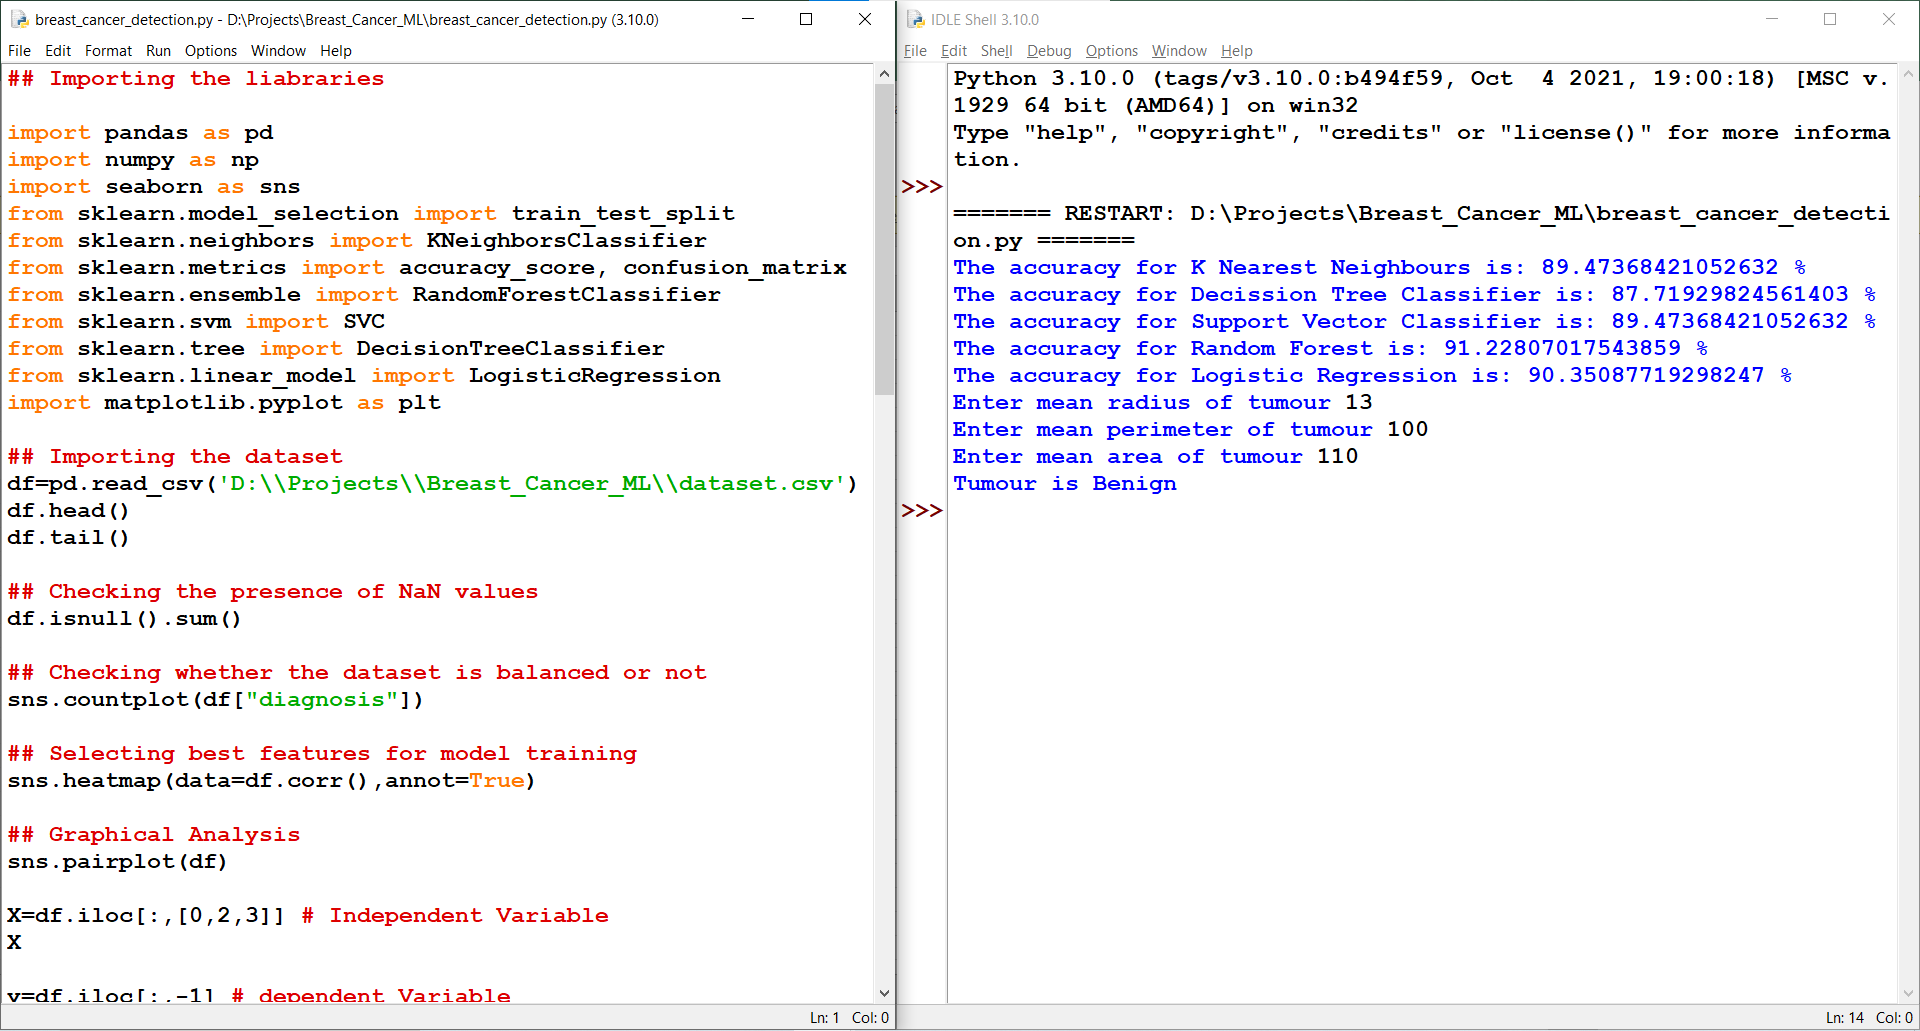 breast_cancer_detection.py - D:\Projects\Breast_Cancer_ML\breast_cancer_detection.py (3.10.0)
File Edit Format Run Options Window Help
## Importing the liabraries
import pandas as pd
import numpy as np
import seaborn as sns
from sklearn.model_selection import train_test_split
from sklearn.neighbors import KNeighborsClassifier
from sklearn.metrics import accuracy_score, confusion_matrix
from sklearn.ensemble import RandomForestClassifier
from sklearn.svm import SVC
from sklearn.tree import DecisionTreeClassifier
from sklearn.linear_model import LogisticRegression
import matplotlib.pyplot as plt
## Importing the dataset
df=pd.read_csv('D:\\Projects\\Breast_Cancer_ML\\dataset.csv')
df.head()
df.tail()
## Checking the presence of NaN values
df.isnull().sum()
## Checking whether the dataset is balanced or not
sns.countplot(df["diagnosis"])
## Selecting best features for model training
sns.heatmap(data=df.corr(),annot=True)
## Graphical Analysis
sns.pairplot(df)
X=df.iloc[:,[0,2,3]] # Independent Variable
X
y=df.iloc[:,-1] # dependent Variable
Ln: 1 Col: 0
IDLE Shell 3.10.0
File Edit Shell Debug Options Window Help
Python 3.10.0 (tags/v3.10.0:b494f59, Oct  4 2021, 19:00:18) [MSC v.
1929 64 bit (AMD64)] on win32
Type "help", "copyright", "credits" or "license()" for more informa
tion.
>>>
======= RESTART: D:\Projects\Breast_Cancer_ML\breast_cancer_detecti
on.py =======
The accuracy for K Nearest Neighbours is: 89.47368421052632 %
The accuracy for Decission Tree Classifier is: 87.71929824561403 %
The accuracy for Support Vector Classifier is: 89.47368421052632 %
The accuracy for Random Forest is: 91.22807017543859 %
The accuracy for Logistic Regression is: 90.35087719298247 %
Enter mean radius of tumour 13
Enter mean perimeter of tumour 100
Enter mean area of tumour 110
Tumour is Benign
>>>
Ln: 14 Col: 0